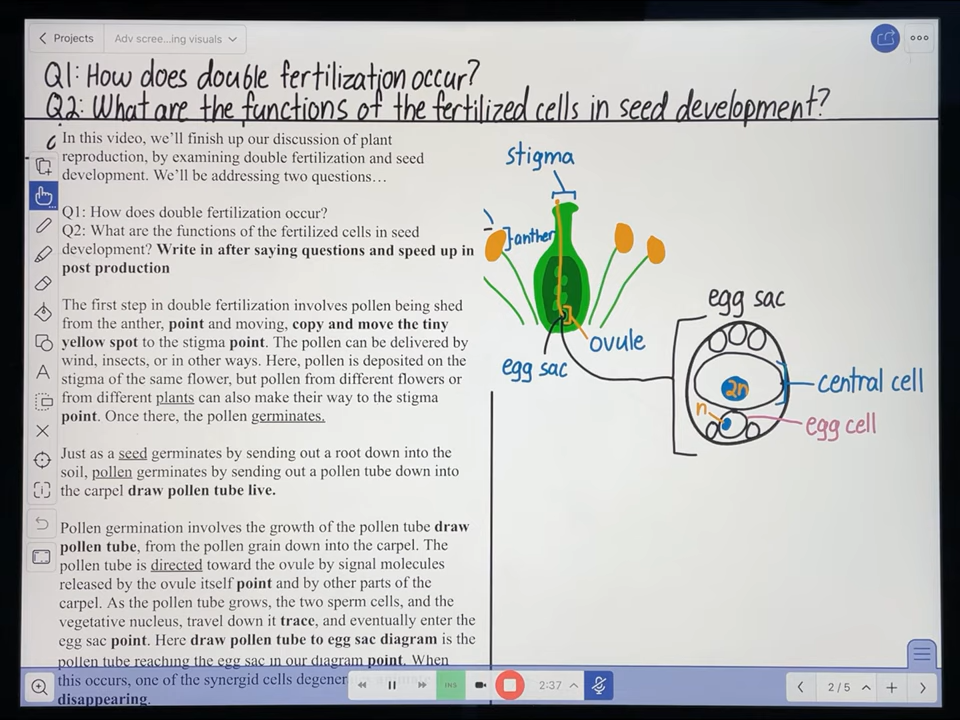 Projects
Adv scree...ing visuals
Q1: How does double fertilization occur?
Q2: What are the functions of the fertilized cells in seed development?
In this video, we'll finish up our discussion of plant
reproduction, by examining double fertilization and seed
development. We'll be addressing two questions…
Q1: How does double fertilization occur?
Q2: What are the functions of the fertilized cells in seed
development? Write in after saying questions and speed up in
post production
The first step in double fertilization involves pollen being shed
from the anther, point and moving, copy and move the tiny
yellow spot to the stigma point. The pollen can be delivered by
wind, insects, or in other ways. Here, pollen is deposited on the
stigma of the same flower, but pollen from different flowers or
from different plants can also make their way to the stigma
point. Once there, the pollen germinates.
Just as a seed germinates by sending out a root down into the
soil, pollen germinates by sending out a pollen tube down into
the carpel draw pollen tube live.
Pollen germination involves the growth of the pollen tube draw
pollen tube, from the pollen grain down into the carpel. The
pollen tube is directed toward the ovule by signal molecules
released by the ovule itself point and by other parts of the
carpel. As the pollen tube grows, the two sperm cells, and the
vegetative nucleus, travel down it trace, and eventually enter the
egg sac point. Here draw pollen tube to egg sac diagram is the
pollen tube reaching the egg sac in our diagram point. When
this occurs, one of the synergid cells
disappearing.
stigma
anther
ovule
egg sac
egg sac
2n
central cell
n
egg cell
INS
2:37
2/5